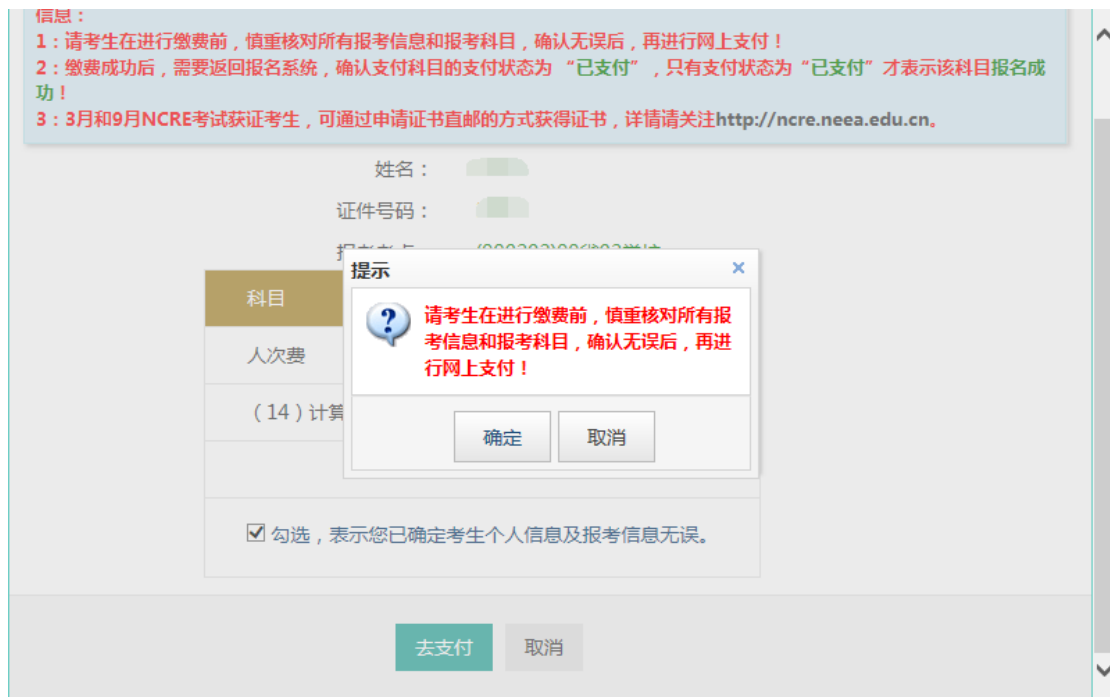 信息：
1：请考生在进行缴费前，慎重核对所有报考信息和报考科目，确认无误后，再进行网上支付！
2：缴费成功后，需要返回报名系统，确认支付科目的支付状态为 “已支付” ，只有支付状态为 “已支付” 才表示该科目报名成
功！
3：3月和9月NCRE考试获证考生，可通过申请证书直邮的方式获得证书，详情请关注http://ncre.neea.edu.cn。
姓名：
证件号码：
提示
×
科目
请考生在进行缴费前，慎重核对所有报
考信息和报考科目，确认无误后，再进
行网上支付！
人次费
（14）计算
确定
取消
勾选，表示您已确定考生个人信息及报考信息无误。
去支付
取消